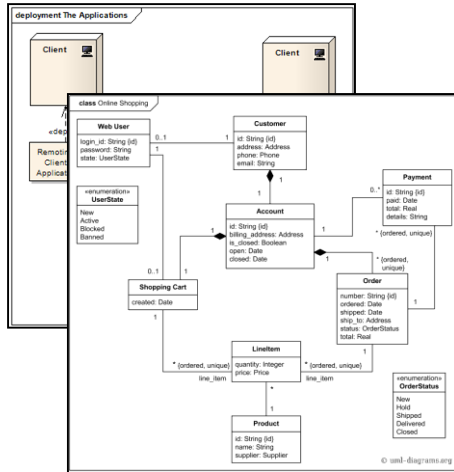 deployment The Applications
Client
Client
«dep
Remotin
Client
Applicat
class Online Shopping
Web User
login_id: String {id}
password: String
state: UserState
0..1
1
1
0..1
Customer
id: String {id}
address: Address
phone: Phone
email: String
1
1
«enumeration»
UserState
New
Active
Blocked
Banned
Account
id: String {id}
billing_address: Address
is_closed: Boolean
open: Date
closed: Date
1
1
1
1
Payment
id: String {id}
paid: Date
total: Real
details: String
0..*
* {ordered,
unique}
* {ordered,
unique}
1
Shopping Cart
created: Date
1
Order
number: String {id}
ordered: Date
shipped: Date
ship_to: Address
status: OrderStatus
total: Real
1
LineItem
quantity: Integer
price: Price
* {ordered, unique}
line_item
* {ordered, unique}
line_item
*
1
Product
id: String {id}
name: String
supplier: Supplier
«enumeration»
OrderStatus
New
Hold
Shipped
Delivered
Closed
© uml-diagrams.org